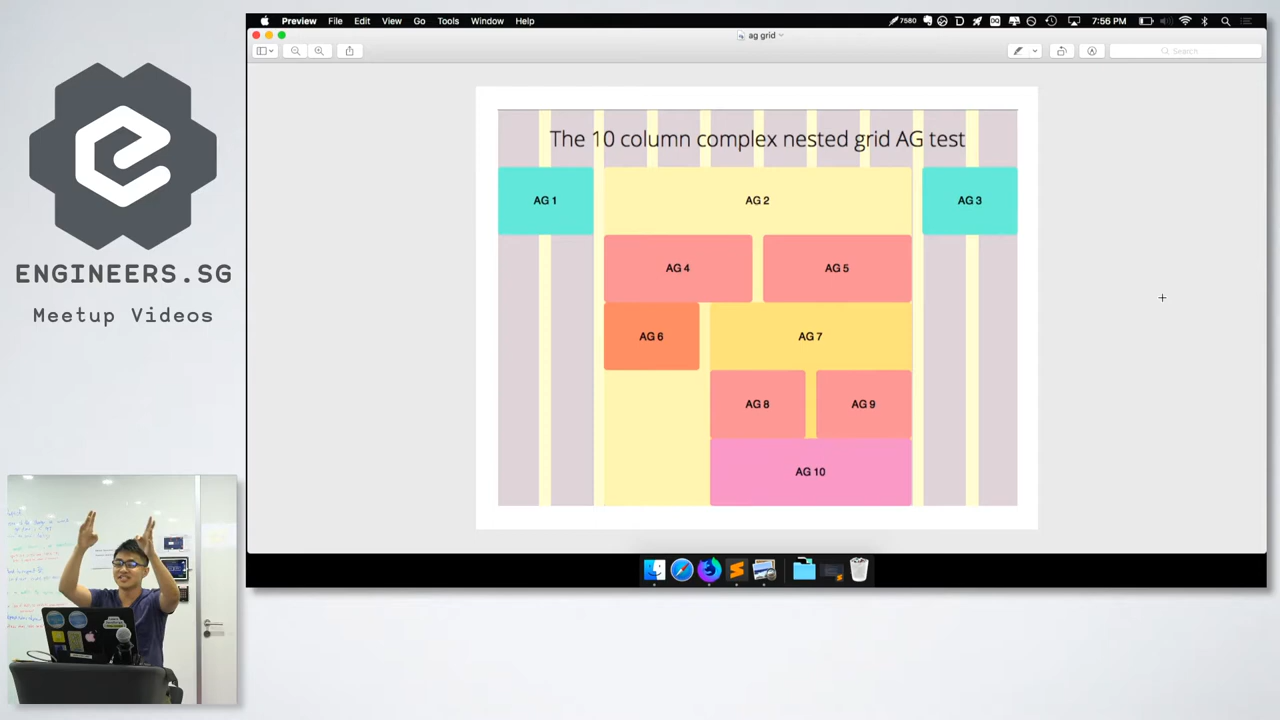 Preview File Edit View Go Tools Window Help 7580 7:56 PM
ag grid
Search
ENGINEERS.SG
Meetup Videos
The 10 column complex nested grid AG test
AG 1
AG 2
AG 3
AG 4
AG 5
AG 6
AG 7
AG 8
AG 9
AG 10